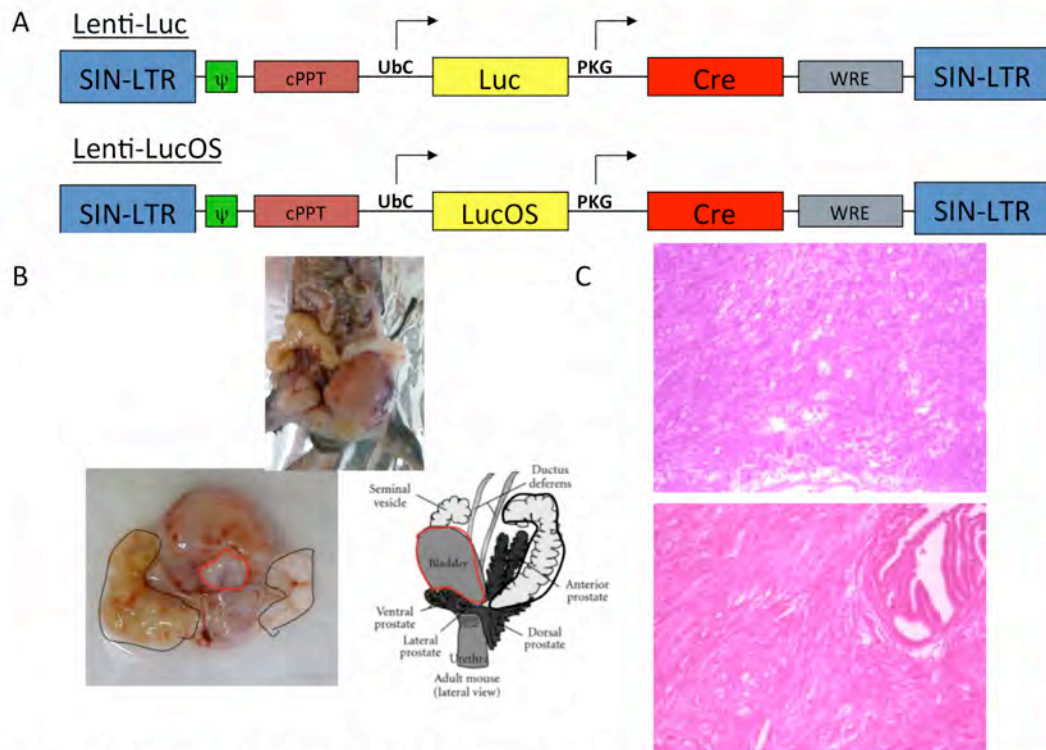 A
Lenti-Luc
SIN-LTR ψ cPPT UbC Luc PKG Cre WRE SIN-LTR
Lenti-LucOS
SIN-LTR ψ cPPT UbC LucOS PKG Cre WRE SIN-LTR
B
C
Seminal
vesicle
Ductus
deferens
Bladder
Anterior
prostate
Ventral
prostate
Lateral
prostate
Dorsal
prostate
Urethra
Adult mouse
(lateral view)